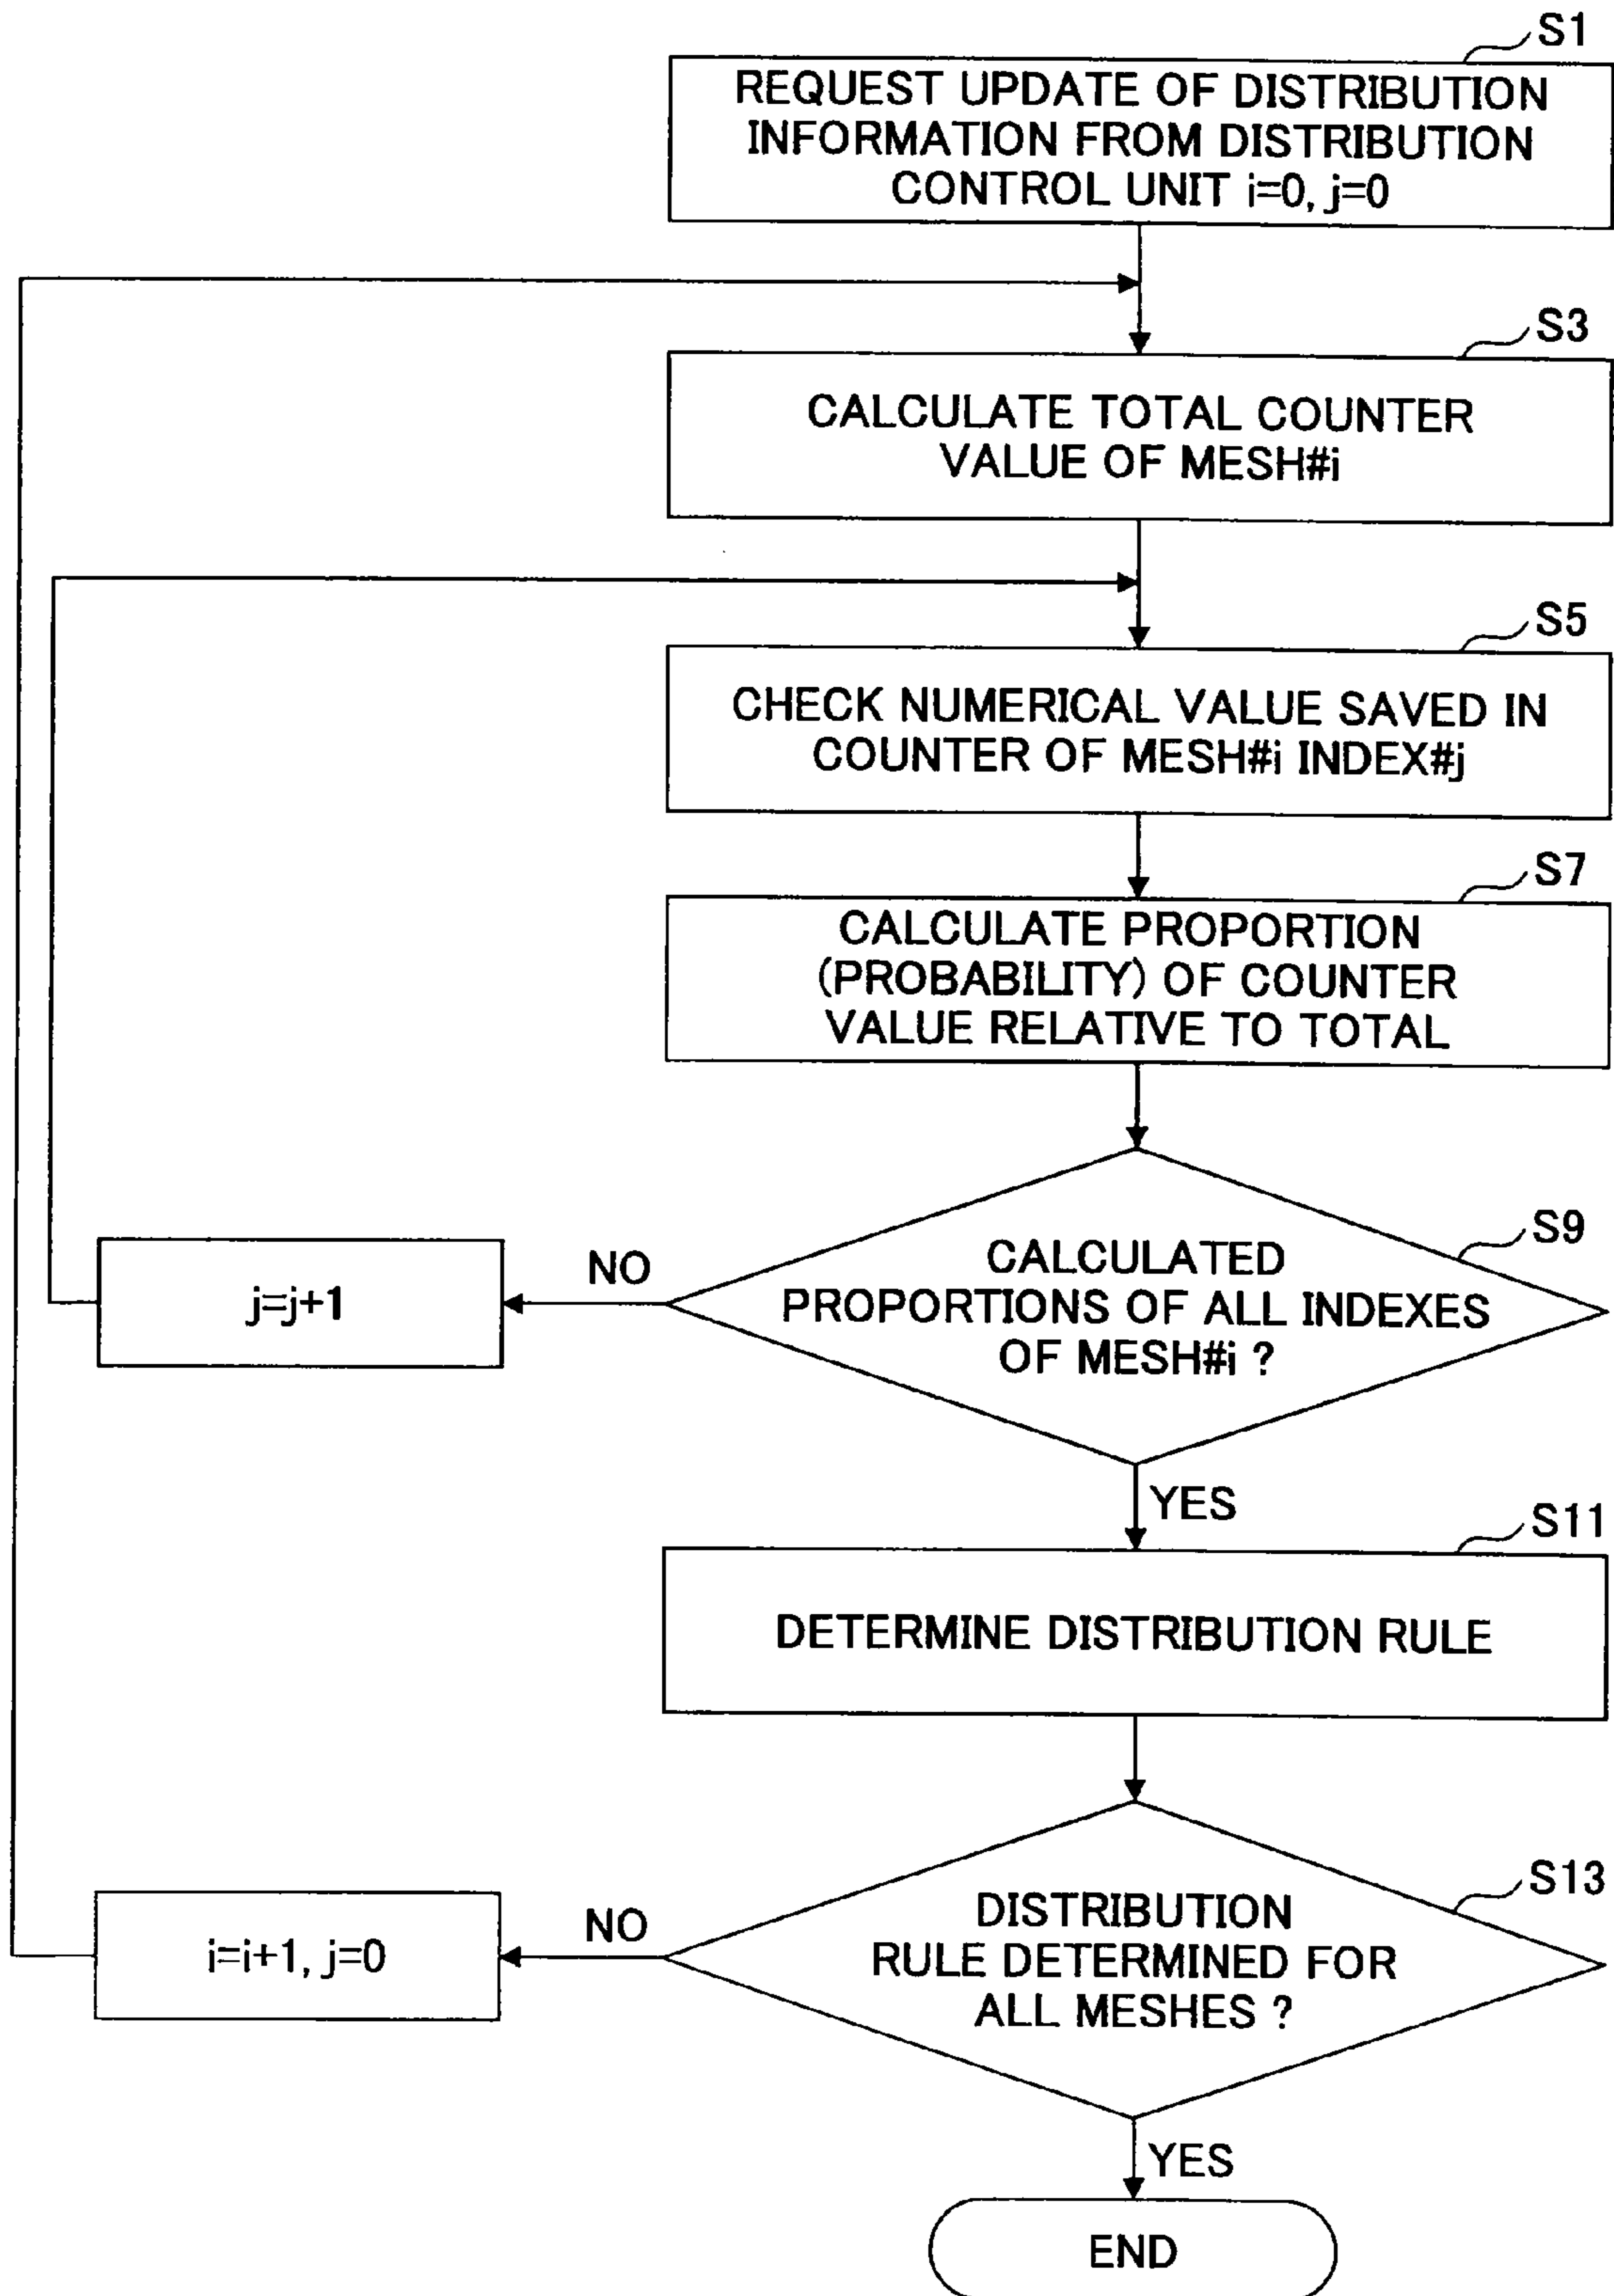 S1
REQUEST UPDATE OF DISTRIBUTION
INFORMATION FROM DISTRIBUTION
CONTROL UNIT i=0, j=0
S3
CALCULATE TOTAL COUNTER
VALUE OF MESH#i
S5
CHECK NUMERICAL VALUE SAVED IN
COUNTER OF MESH#i INDEX#j
S7
CALCULATE PROPORTION
(PROBABILITY) OF COUNTER
VALUE RELATIVE TO TOTAL
S9
CALCULATED
PROPORTIONS OF ALL INDEXES
OF MESH#i ?
NO
j=j+1
YES
S11
DETERMINE DISTRIBUTION RULE
S13
DISTRIBUTION
RULE DETERMINED FOR
ALL MESHES ?
NO
i=i+1, j=0
YES
END